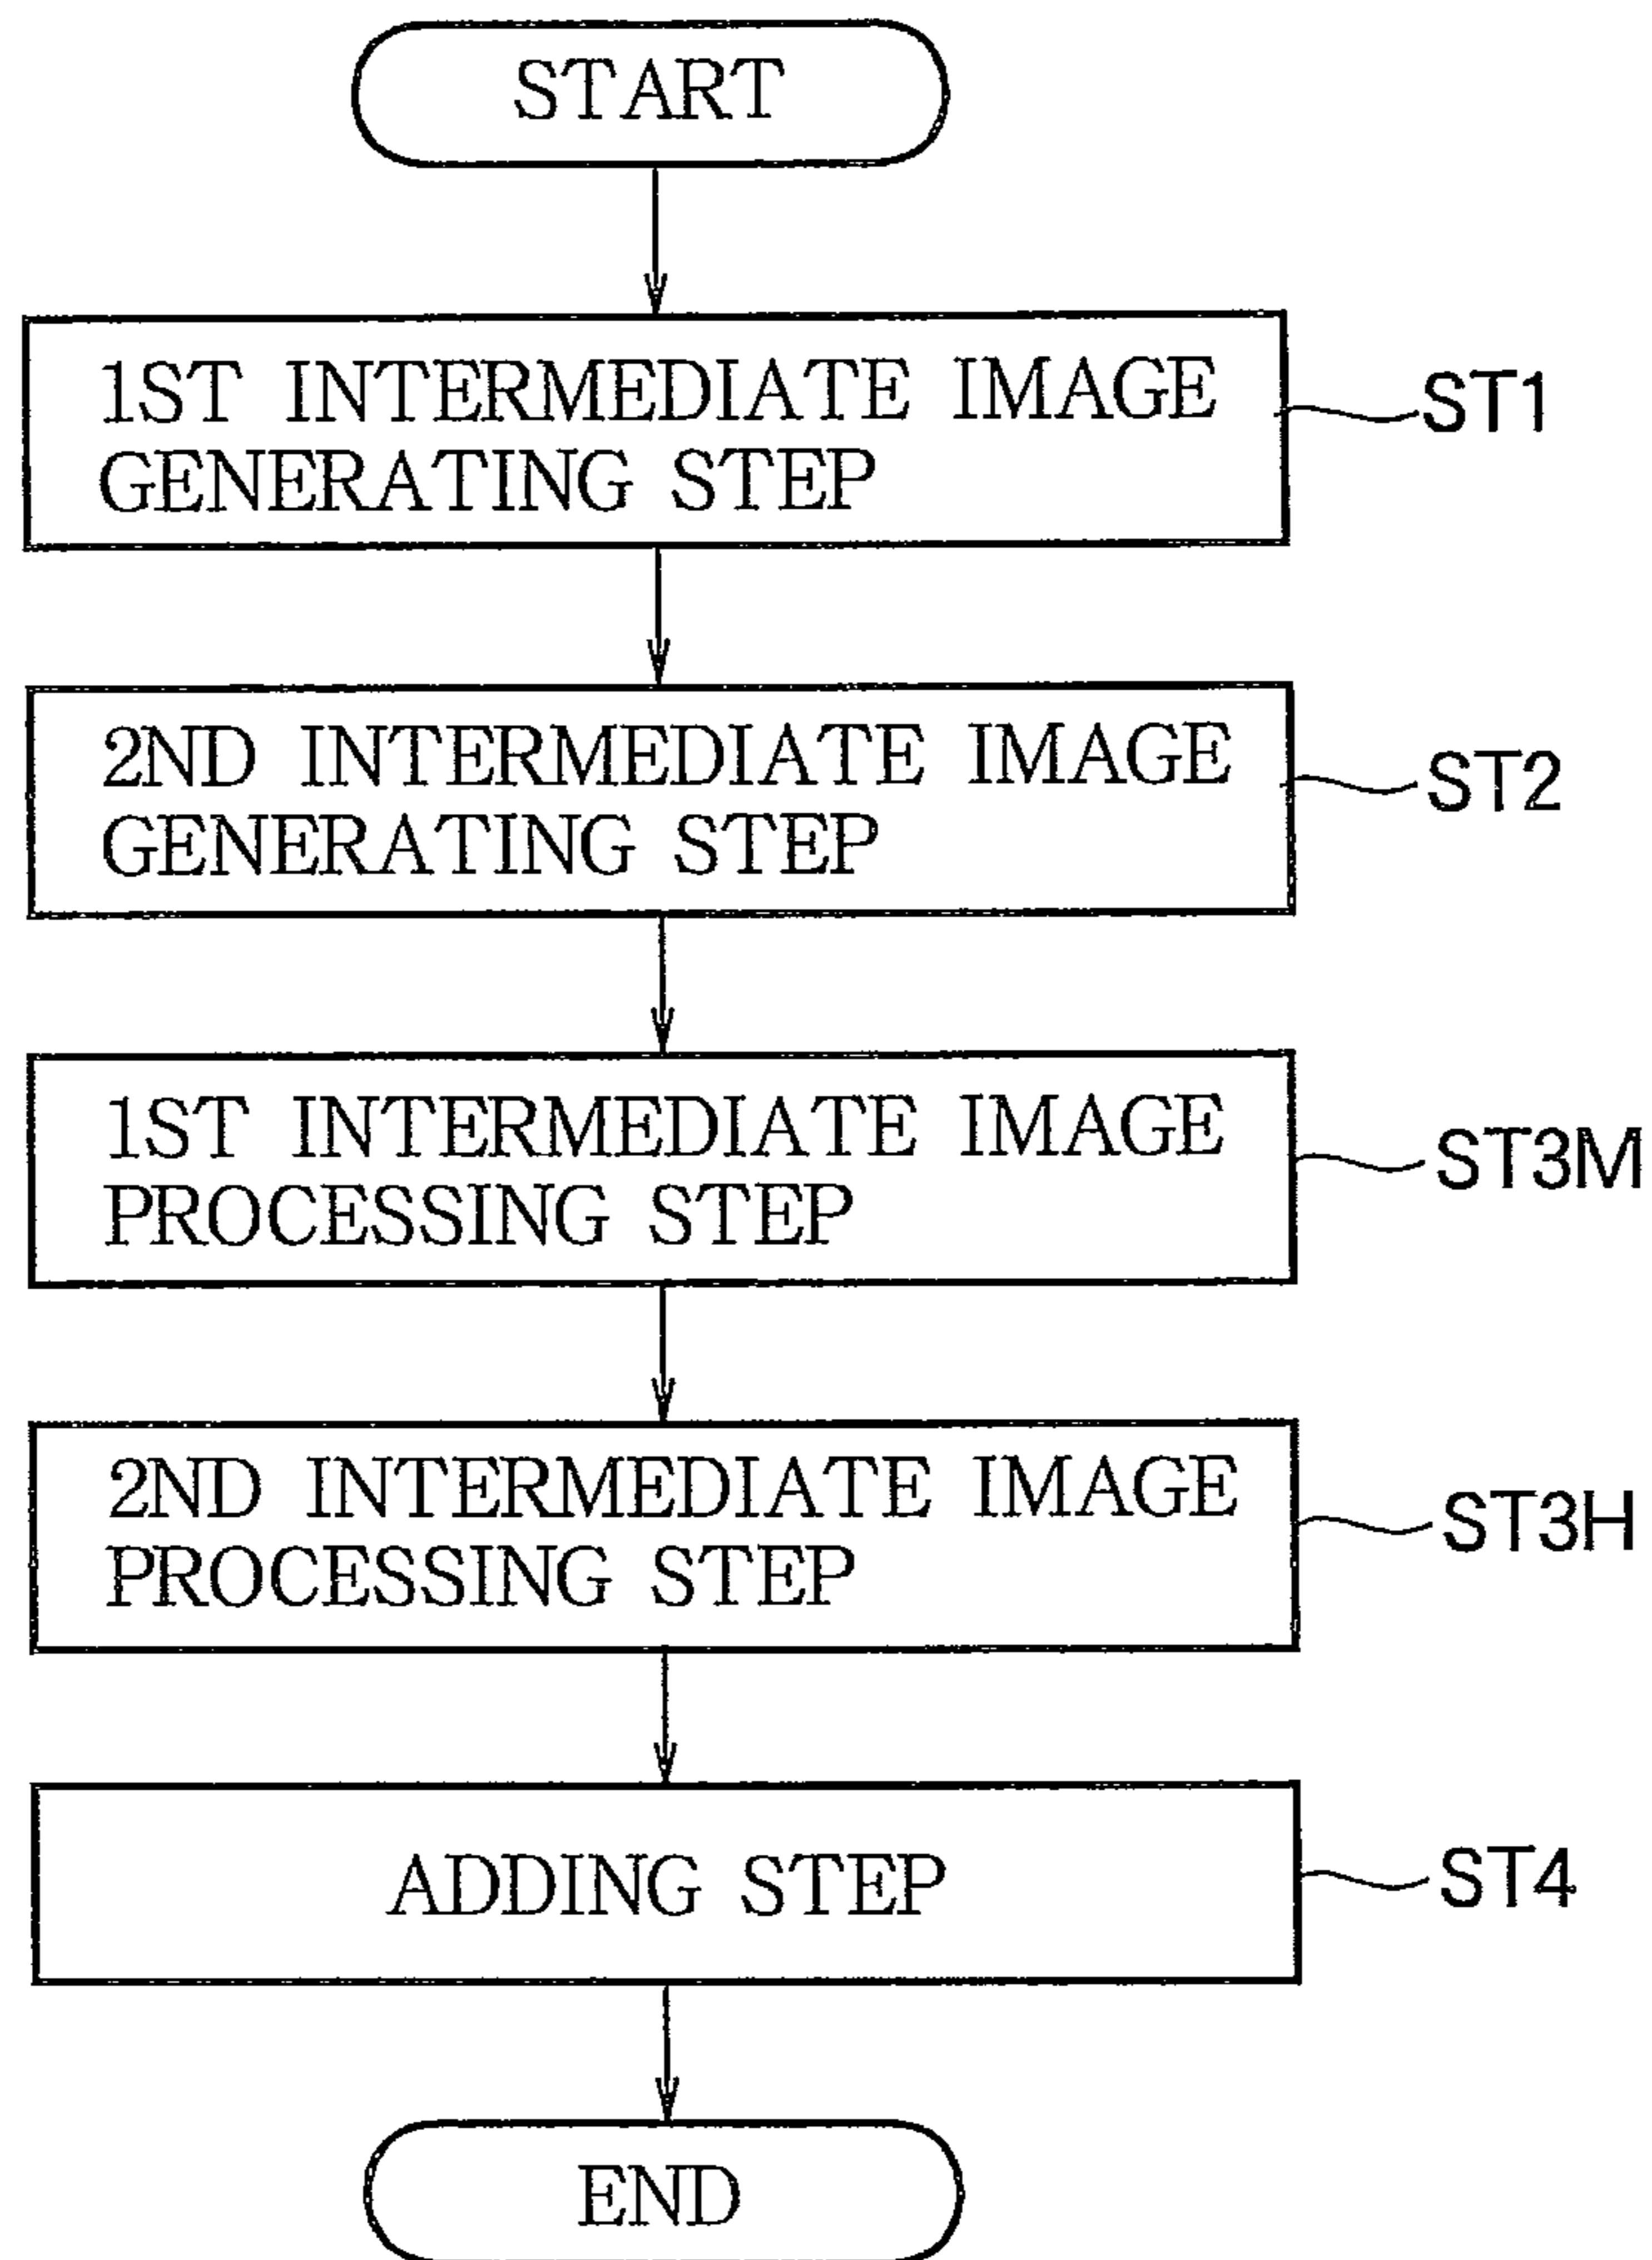 START
1ST INTERMEDIATE IMAGE
GENERATING STEP
ST1
2ND INTERMEDIATE IMAGE
GENERATING STEP
ST2
1ST INTERMEDIATE IMAGE
PROCESSING STEP
ST3M
2ND INTERMEDIATE IMAGE
PROCESSING STEP
ST3H
ADDING STEP
ST4
END